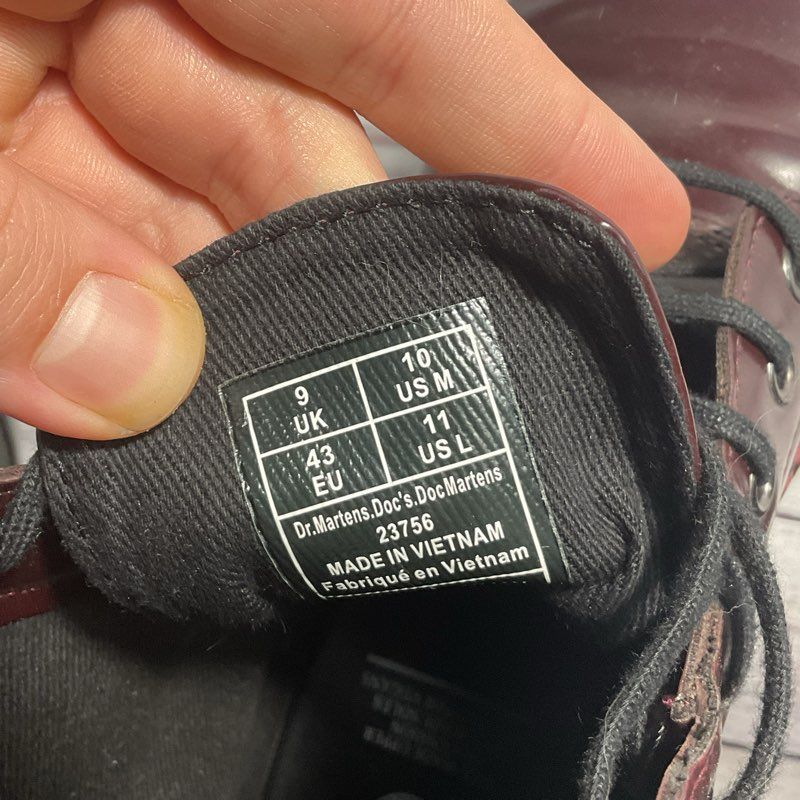 9 UK
10 US M
43 EU
11 US L
Dr.Martens.Doc's.DocMartens
23756
MADE IN VIETNAM
Fabriqué en Vietnam